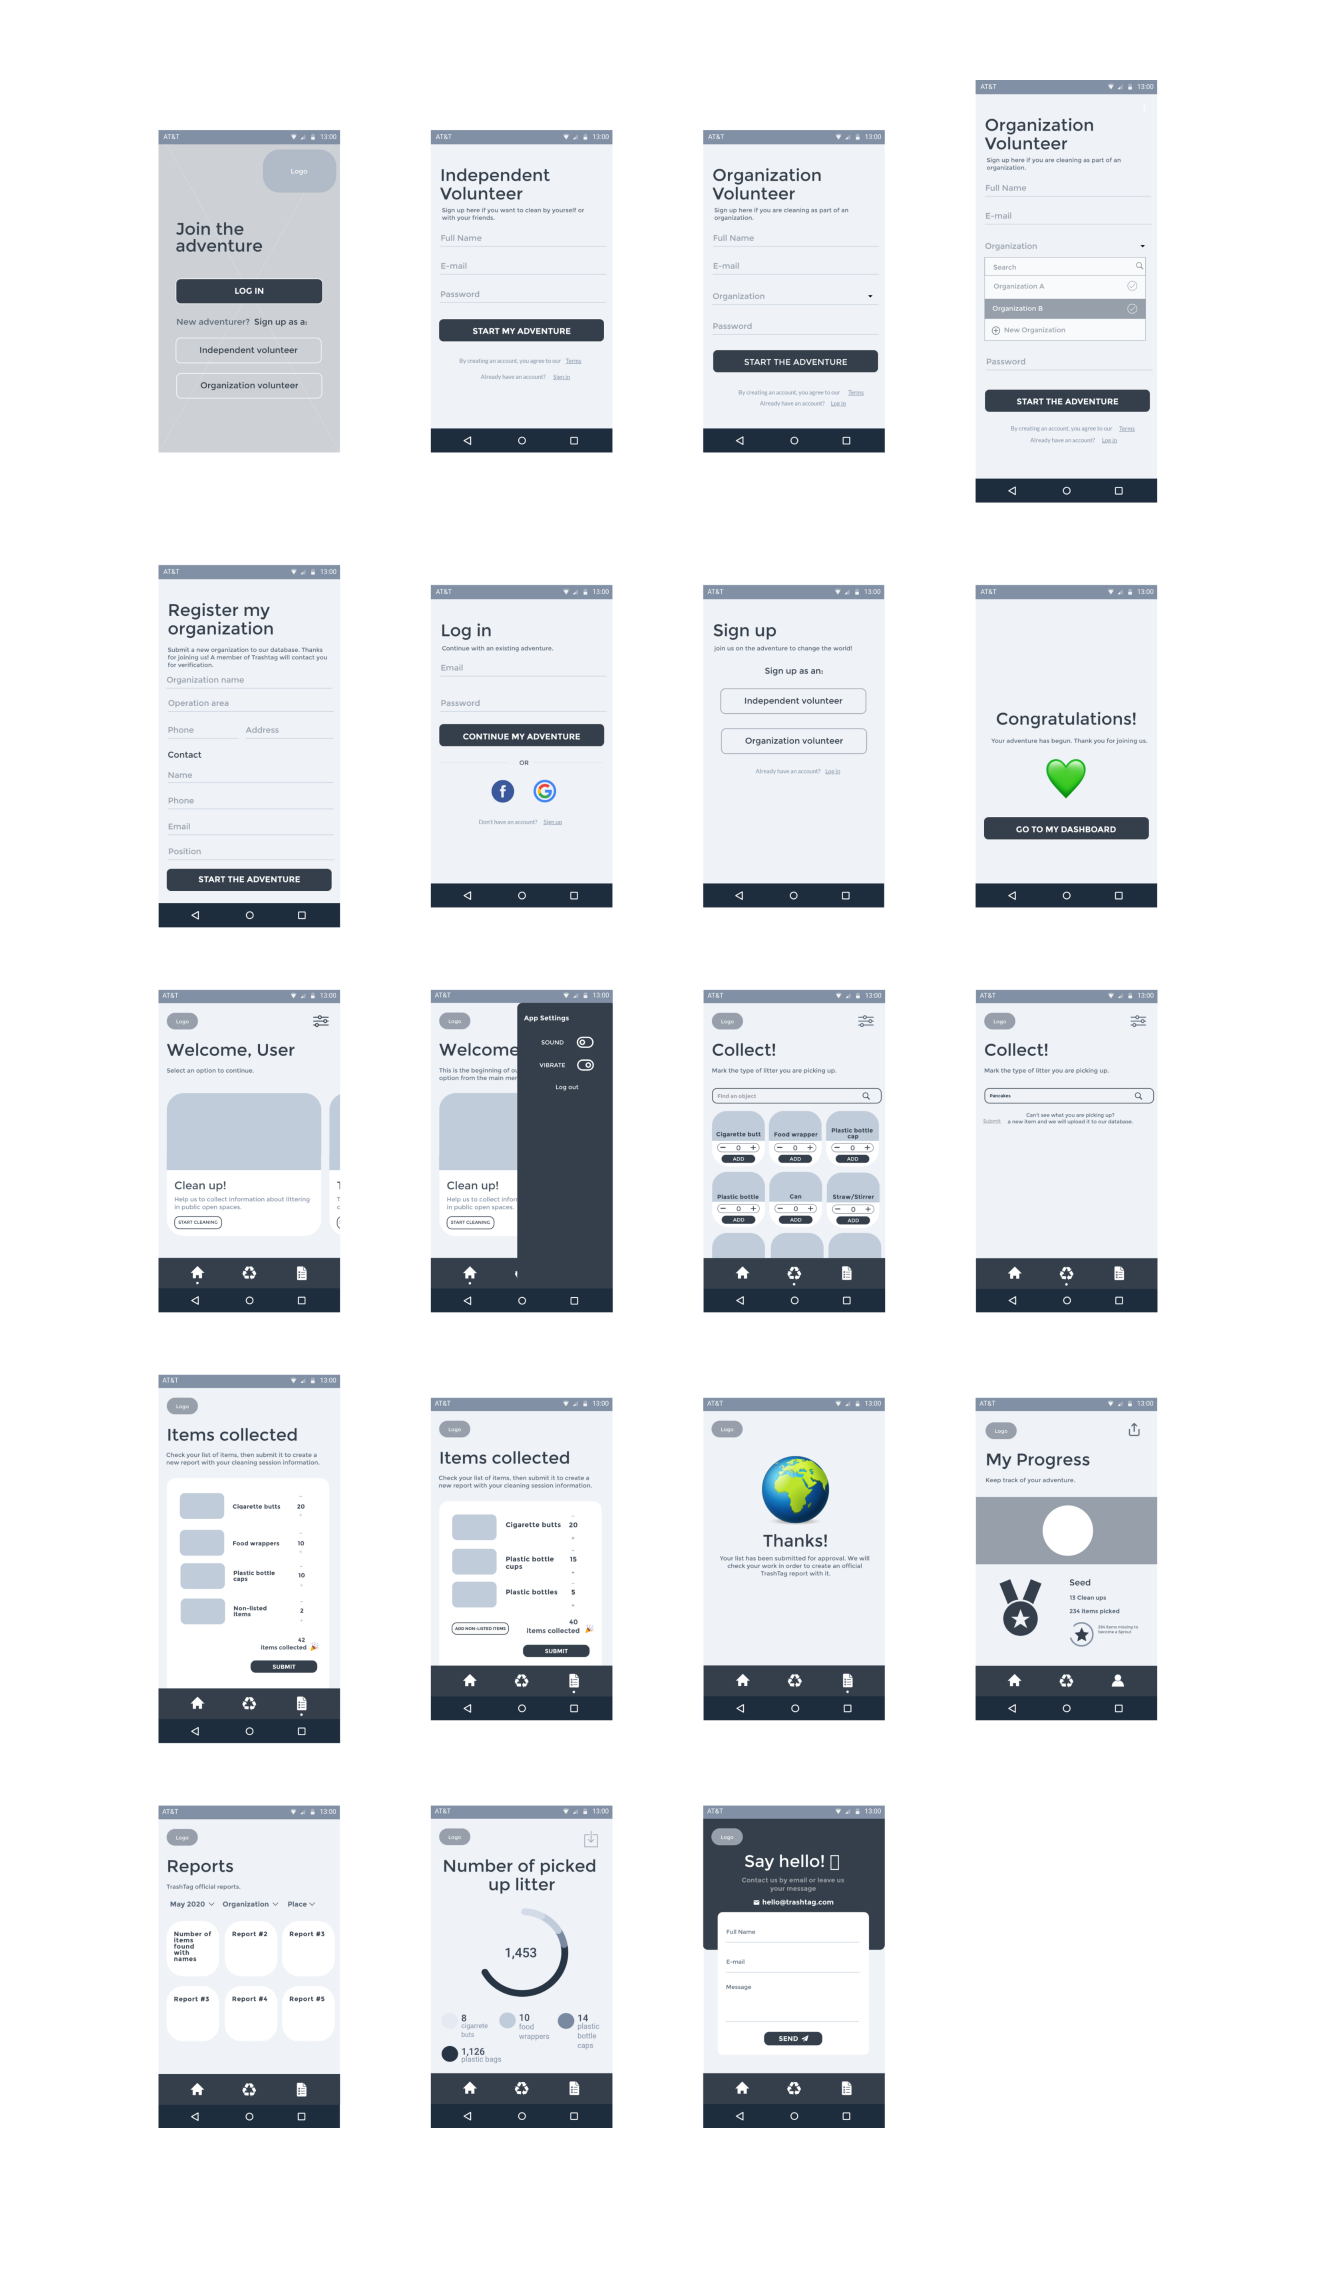 AT&T 13:00
Logo
Join the
adventure
LOG IN
New adventurer? Sign up as a:
Independent volunteer
Organization volunteer
AT&T 13:00
Independent
Volunteer
Sign up here if you want to clean by yourself or
with your friends.
Full Name
E-mail
Password
START MY ADVENTURE
By creating an account, you agree to our Terms
Already have an account? Sign in
AT&T 13:00
Organization
Volunteer
Sign up here if you are cleaning as part of an
organization.
Full Name
E-mail
Organization
Password
START THE ADVENTURE
By creating an account, you agree to our Terms
Already have an account? Log in
AT&T 13:00
Organization
Volunteer
Sign up here if you are cleaning as part of an
organization.
Full Name
E-mail
Organization
Search
Organization A
Organization B
New Organization
Password
START THE ADVENTURE
By creating an account, you agree to our Terms
Already have an account? Log in
AT&T 13:00
Register my
organization
Submit a new organization to our database. Thanks
for joining us! A member of Trashtag will contact you
for verification.
Organization name
Operation area
Phone Address
Contact
Name
Phone
Email
Position
START THE ADVENTURE
AT&T 13:00
Log in
Continue with an existing adventure.
Email
Password
CONTINUE MY ADVENTURE
OR
Don't have an account? Sign up
AT&T 13:00
Sign up
join us on the adventure to change the world!
Sign up as an:
Independent volunteer
Organization volunteer
Already have an account? Log in
AT&T 13:00
Congratulations!
Your adventure has begun. Thank you for joining us.
GO TO MY DASHBOARD
AT&T 13:00
Logo
Welcome, User
Select an option to continue.
Clean up!
Help us to collect information about littering
in public open spaces.
START CLEANING
AT&T 13:00
Logo
Welcome
This is the beginning of ou
option from the main men
Clean up!
Help us to collect inform
in public open spaces.
START CLEANING
App Settings
SOUND
VIBRATE
Log out
AT&T 13:00
Logo
Collect!
Mark the type of litter you are picking up.
Find an object
Cigarette butt Food wrapper Plastic bottle
cap
− 0 + − 0 + − 0 +
ADD ADD ADD
Plastic bottle Can Straw/Stirrer
− 0 + − 0 + − 0 +
ADD ADD ADD
AT&T 13:00
Logo
Collect!
Mark the type of litter you are picking up.
Pancakes
Can't see what you are picking up?
Submit a new item and we will upload it to our database.
AT&T 13:00
Logo
Items collected
Check your list of items, then submit it to create a
new report with your cleaning session information.
Cigarette butts 20
Food wrappers 10
Plastic bottle
caps 10
Non-listed
items 2
42
items collected 🎉
SUBMIT
AT&T 13:00
Logo
Items collected
Check your list of items, then submit it to create a
new report with your cleaning session information.
Cigarette butts 20
Plastic bottle
cups 15
Plastic bottles 5
ADD NON-LISTED ITEMS
40
items collected 🎉
SUBMIT
AT&T 13:00
Logo
Thanks!
Your list has been submitted for approval. We will
check your work in order to create an official
TrashTag report with it.
AT&T 13:00
Logo
My Progress
Keep track of your adventure.
Seed
13 Clean ups
234 items picked
items missing to
become a Sprout
AT&T 13:00
Logo
Reports
TrashTag official reports.
May 2020 Organization Place
Number of
items
found
with
names
Report #2 Report #3
Report #3 Report #4 Report #5
AT&T 13:00
Logo
Number of picked
up litter
1,453
8
cigarrete
buts
10
food
wrappers
14
plastic
bottle
caps
1,126
plastic bags
AT&T 13:00
Logo
Say hello!
Contact us by email or leave us
your message
hello@trashtag.com
Full Name
E-mail
Message
SEND